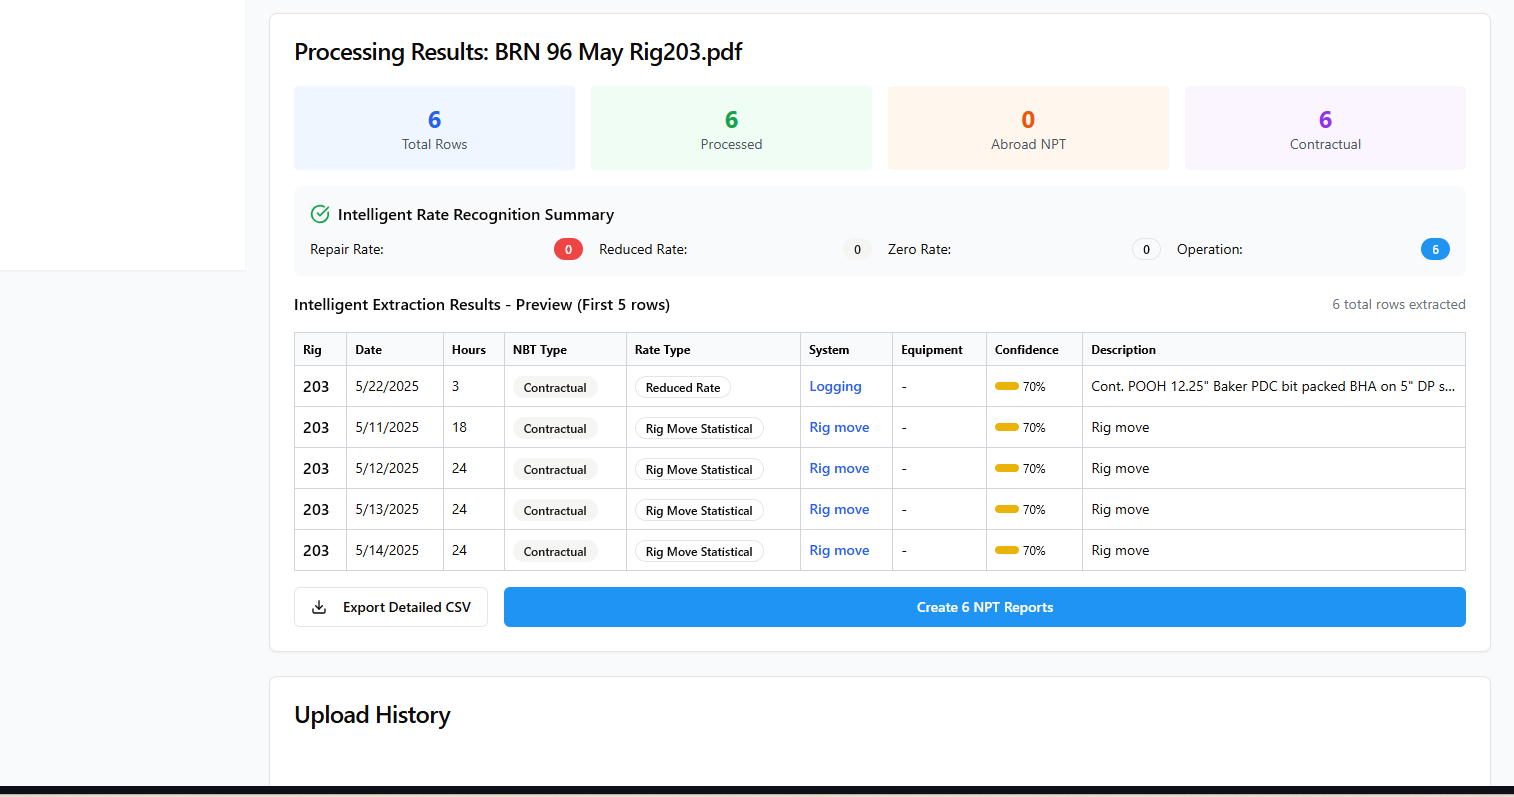 Processing Results: BRN 96 May Rig203.pdf
6 6 0 6
Total Rows Processed Abroad NPT Contractual
Intelligent Rate Recognition Summary
Repair Rate: 0 Reduced Rate: 0 Zero Rate: 0 Operation: 6
Intelligent Extraction Results - Preview (First 5 rows) 6 total rows extracted
Rig Date Hours NBT Type Rate Type System Equipment Confidence Description
203 5/22/2025 3 Contractual Reduced Rate Logging - 70% Cont. POOH 12.25" Baker PDC bit packed BHA on 5" DP s...
203 5/11/2025 18 Contractual Rig Move Statistical Rig move - 70% Rig move
203 5/12/2025 24 Contractual Rig Move Statistical Rig move - 70% Rig move
203 5/13/2025 24 Contractual Rig Move Statistical Rig move - 70% Rig move
203 5/14/2025 24 Contractual Rig Move Statistical Rig move - 70% Rig move
Export Detailed CSV Create 6 NPT Reports
Upload History